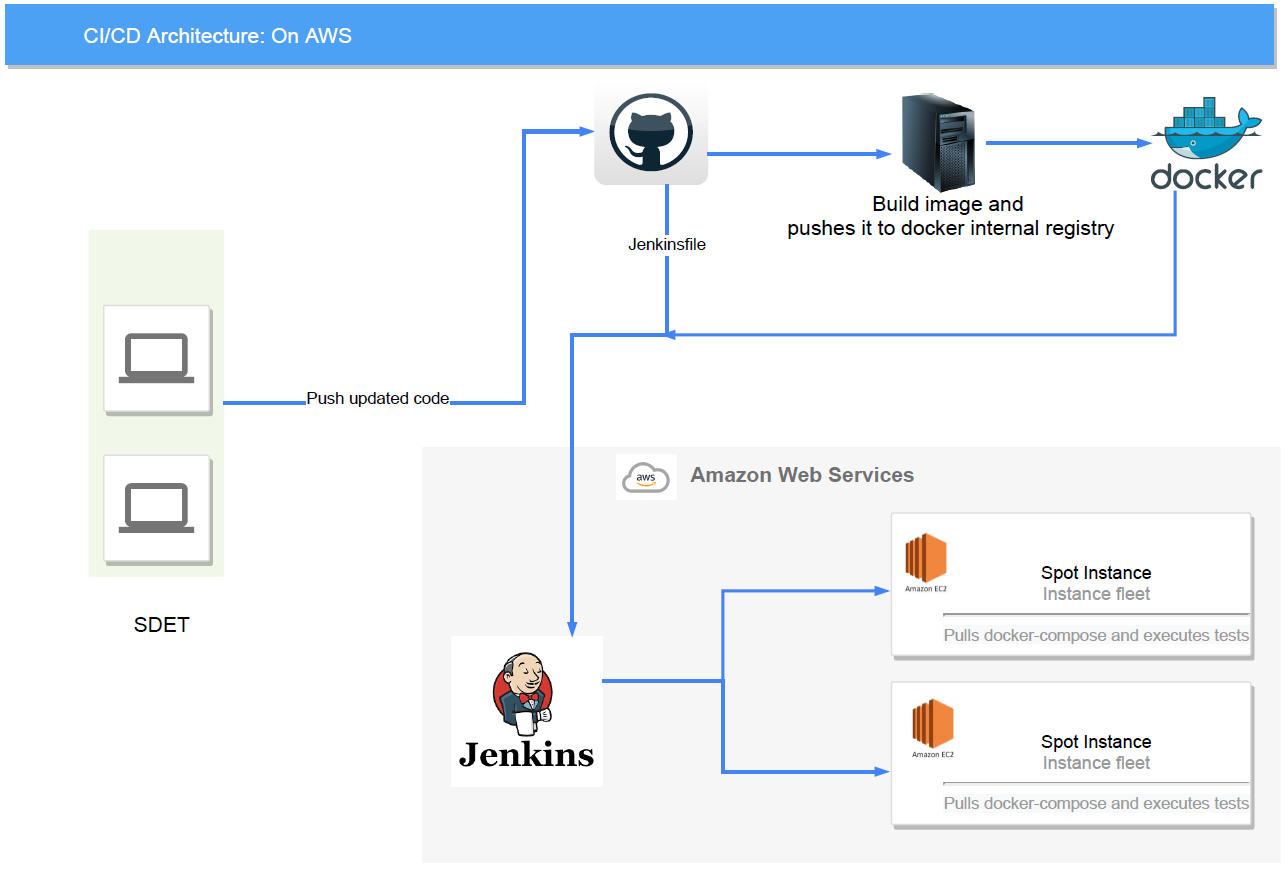 CI/CD Architecture: On AWS
docker
Build image and
pushes it to docker internal registry
Jenkinsfile
Push updated code
SDET
aws
Amazon Web Services
Amazon EC2
Spot Instance
Instance fleet
Pulls docker-compose and executes tests
Jenkins
Amazon EC2
Spot Instance
Instance fleet
Pulls docker-compose and executes tests